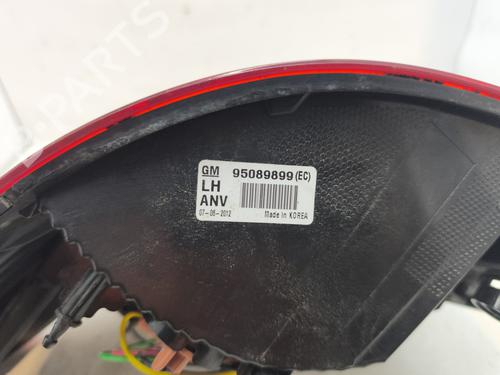 GM 95089899 (EC)
LH
ANV
07-06-2012 Made in KOREA